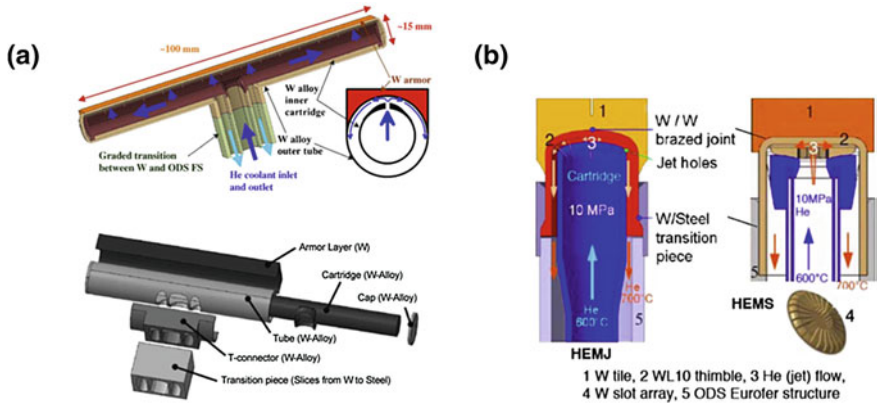 (a)
~100 mm
~15 mm
W armor
W alloy
inner
cartridge
W alloy
outer tube
Graded transition
between W and ODS FS
He coolant inlet
and outlet
Armor Layer (W)
Cartridge (W-Alloy)
Cap (W-Alloy)
Tube (W-Alloy)
T-connector (W-Alloy)
Transition piece (Slices from W to Steel)
(b)
1
2
3
W / W
brazed joint
Jet holes
Cartridge
10 MPa
W/Steel
transition
piece
He
700°C
He
600°C
5
HEMJ
1
2
3
10MPa
He
600°C
700°C
5
HEMS
4
1 W tile, 2 WL10 thimble, 3 He (jet) flow,
4 W slot array, 5 ODS Eurofer structure